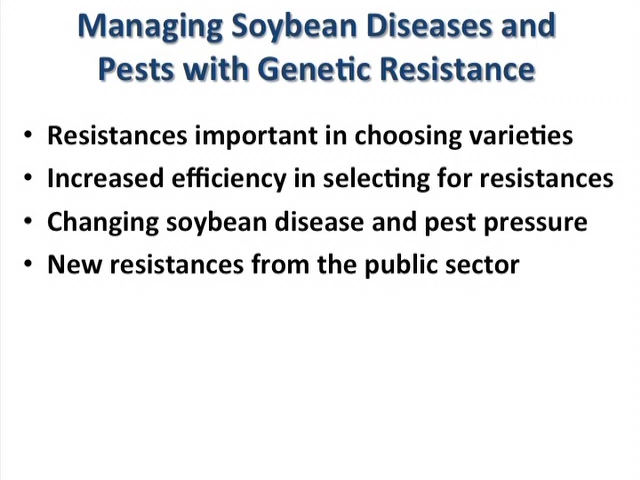 Managing Soybean Diseases and
Pests with Genetic Resistance
• Resistances important in choosing varieties
• Increased efficiency in selecting for resistances
• Changing soybean disease and pest pressure
• New resistances from the public sector